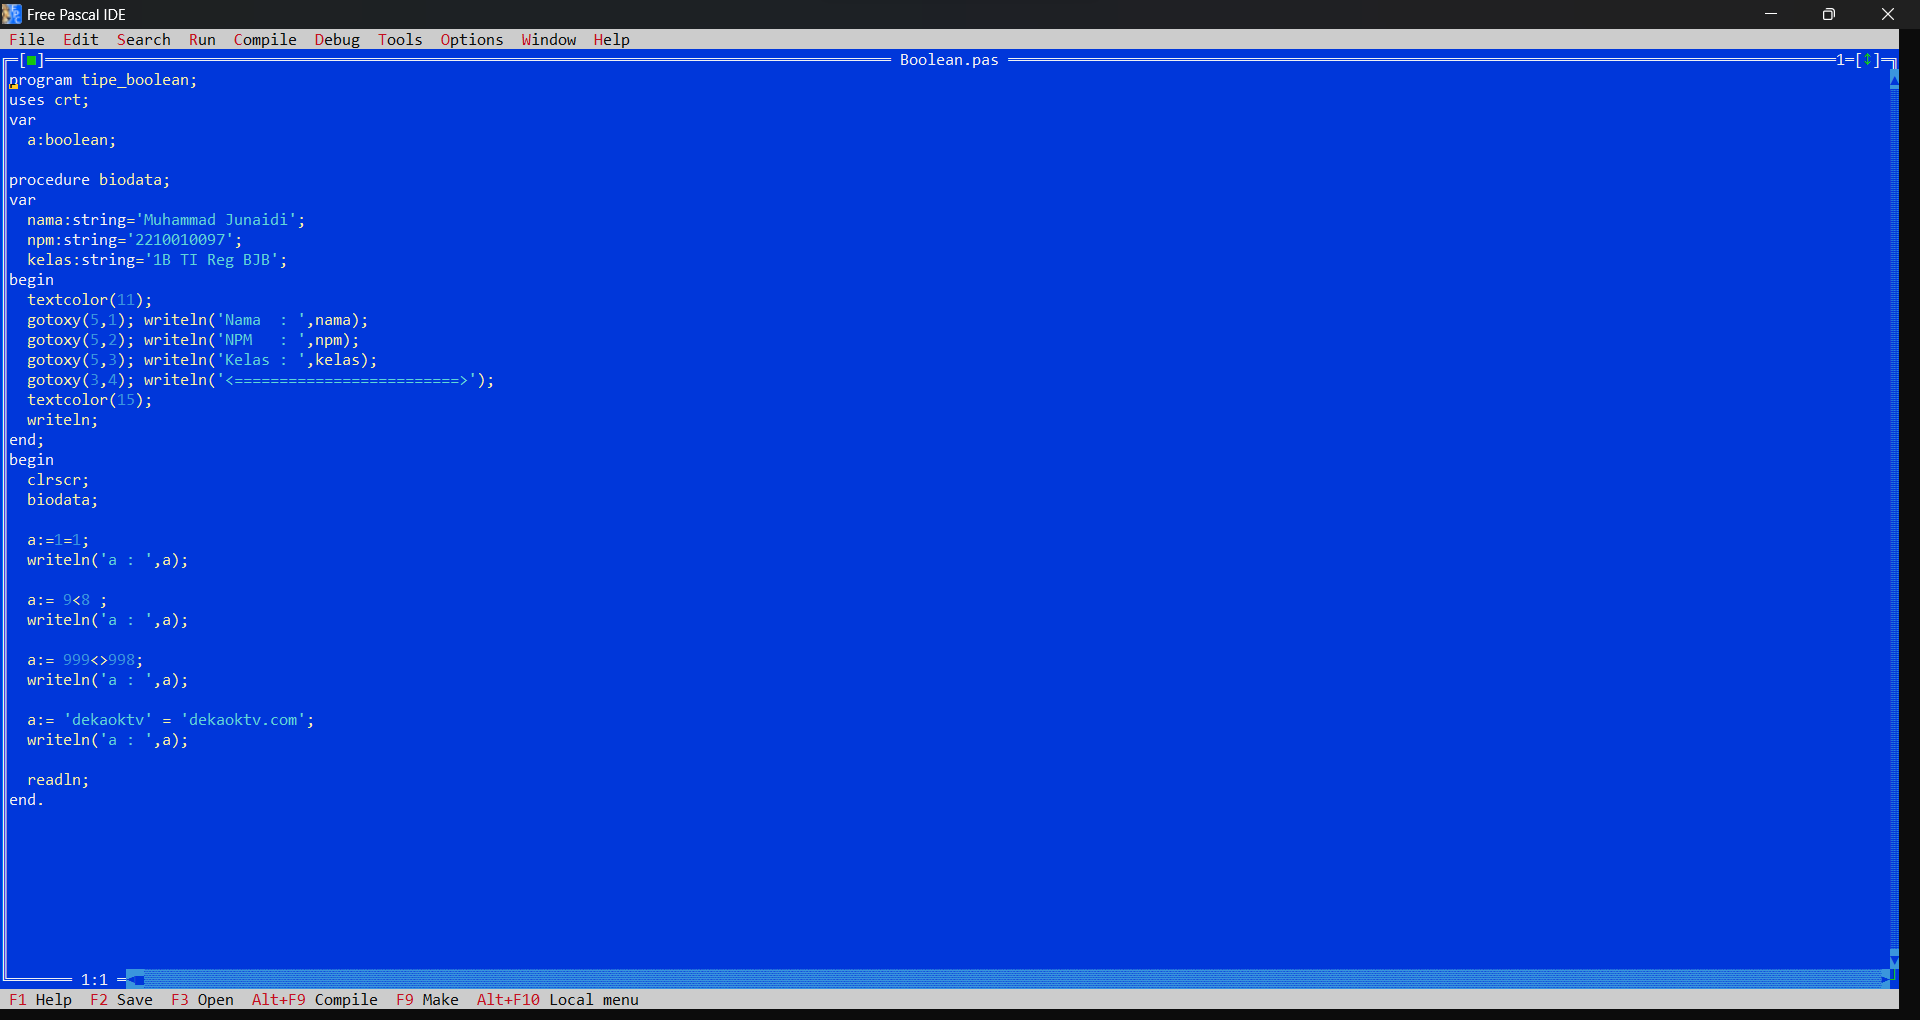 Free Pascal IDE
File Edit Search Run Compile Debug Tools Options Window Help
[■] Boolean.pas 1=[↕]
program tipe_boolean;
uses crt;
var
  a:boolean;

procedure biodata;
var
  nama:string='Muhammad Junaidi';
  npm:string='2210010097';
  kelas:string='1B TI Reg BJB';
begin
  textcolor(11);
  gotoxy(5,1); writeln('Nama  : ',nama);
  gotoxy(5,2); writeln('NPM   : ',npm);
  gotoxy(5,3); writeln('Kelas : ',kelas);
  gotoxy(3,4); writeln('<=========================>');
  textcolor(15);
  writeln;
end;
begin
  clrscr;
  biodata;

  a:=1=1;
  writeln('a : ',a);

  a:= 9<8 ;
  writeln('a : ',a);

  a:= 999<>998;
  writeln('a : ',a);

  a:= 'dekaoktv' = 'dekaoktv.com';
  writeln('a : ',a);

  readln;
end.
1:1
F1 Help F2 Save F3 Open Alt+F9 Compile F9 Make Alt+F10 Local menu